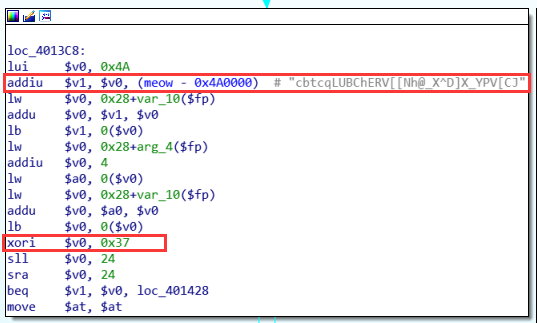 loc_4013C8:
lui $v0, 0x4A
addiu $v1, $v0, (meow - 0x4A0000) # "cbtcqLUBChERV[[Nh@_X^D]X_YPV[CJ"
lw $v0, 0x28+var_10($fp)
addu $v0, $v1, $v0
lb $v1, 0($v0)
lw $v0, 0x28+arg_4($fp)
addiu $v0, 4
lw $a0, 0($v0)
lw $v0, 0x28+var_10($fp)
addu $v0, $a0, $v0
lb $v0, 0($v0)
xori $v0, 0x37
sll $v0, 24
sra $v0, 24
beq $v1, $v0, loc_401428
move $at, $at